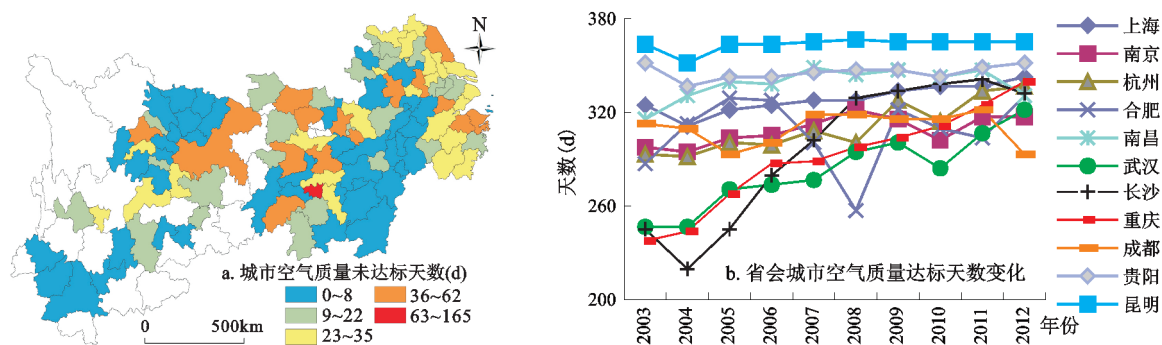 N
a. 城市空气质量未达标天数(d)
0~8
9~22
23~35
36~62
63~165
0 500km
380
320
260
200
天数(d)
b. 省会城市空气质量达标天数变化
2003 2004 2005 2006 2007 2008 2009 2010 2011 2012 年份
上海
南京
杭州
合肥
南昌
武汉
长沙
重庆
成都
贵阳
昆明